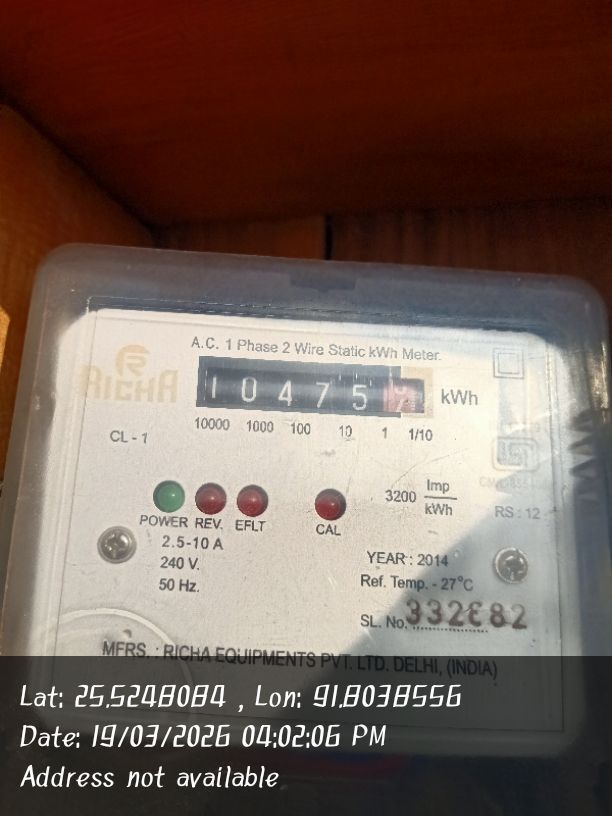 A.C. 1 Phase 2 Wire Static kWh Meter.
RICHA
10475 kWh
10000 1000 100 10 1 1/10
CL - 1
3200 Imp/kWh
POWER REV. EFLT CAL
RS : 12
2.5-10 A
240 V.
50 Hz.
YEAR : 2014
Ref. Temp. - 27°C
SL. No. 332682
MFRS. : RICHA EQUIPMENTS PVT. LTD. DELHI, (INDIA)
Lat: 25.5248084 , Lon: 91.8038556
Date: 19/03/2026 04:02:06 PM
Address not available